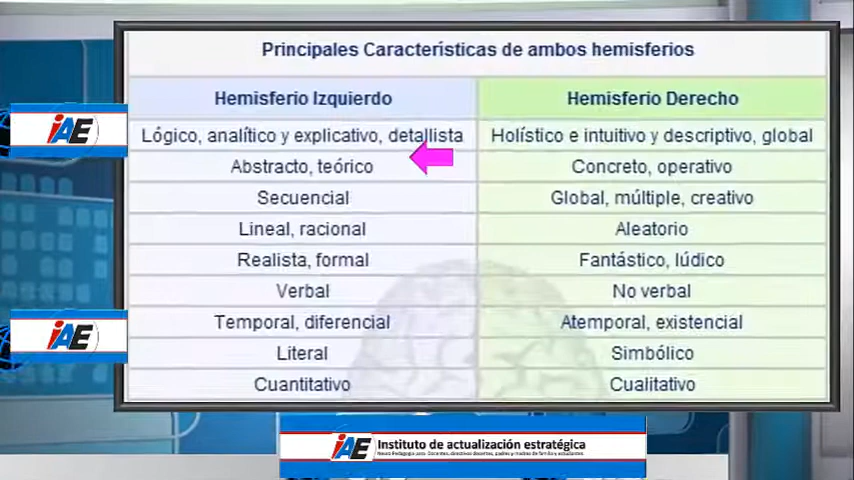 Principales Características de ambos hemisferios
Hemisferio Izquierdo Hemisferio Derecho
Lógico, analítico y explicativo, detallista Holístico e intuitivo y descriptivo, global
Abstracto, teórico Concreto, operativo
Secuencial Global, múltiple, creativo
Lineal, racional Aleatorio
Realista, formal Fantástico, lúdico
Verbal No verbal
Temporal, diferencial Atemporal, existencial
Literal Simbólico
Cuantitativo Cualitativo
iAE
iAE
iAE Instituto de actualización estratégica